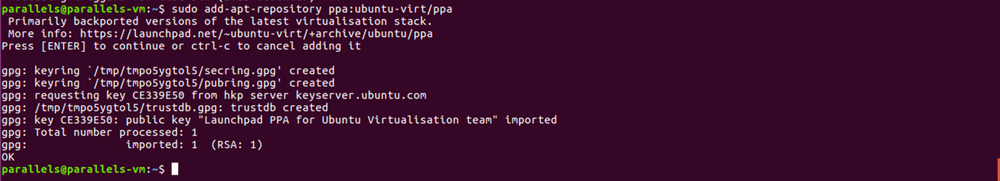 parallels@parallels-vm:~$ sudo add-apt-repository ppa:ubuntu-virt/ppa
 Primarily backported versions of the latest virtualisation stack.
 More info: https://launchpad.net/~ubuntu-virt/+archive/ubuntu/ppa
Press [ENTER] to continue or ctrl-c to cancel adding it

gpg: keyring `/tmp/tmpo5ygtol5/secring.gpg' created
gpg: keyring `/tmp/tmpo5ygtol5/pubring.gpg' created
gpg: requesting key CE339E50 from hkp server keyserver.ubuntu.com
gpg: /tmp/tmpo5ygtol5/trustdb.gpg: trustdb created
gpg: key CE339E50: public key "Launchpad PPA for Ubuntu Virtualisation team" imported
gpg: Total number processed: 1
gpg:               imported: 1  (RSA: 1)
OK
parallels@parallels-vm:~$